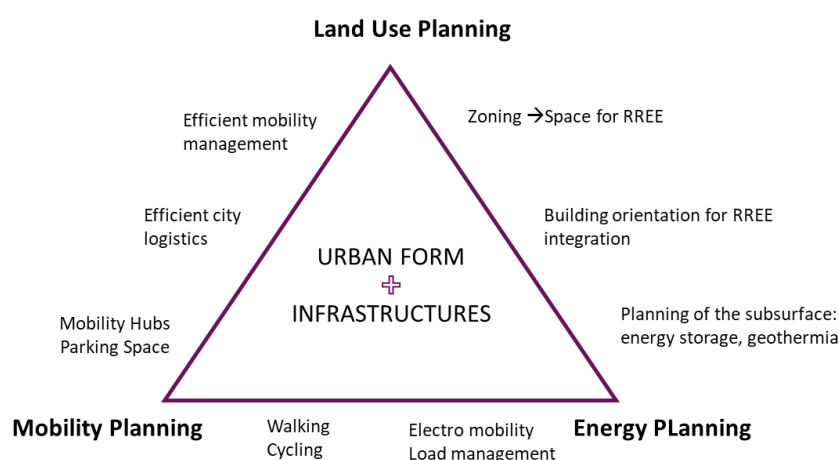 Land Use Planning
Efficient mobility
management
Zoning →Space for RREE
Efficient city
logistics
Building orientation for RREE
integration
URBAN FORM
+
INFRASTRUCTURES
Mobility Hubs
Parking Space
Planning of the subsurface:
energy storage, geothermia
Mobility Planning
Walking
Cycling
Electro mobility
Load management
Energy PLanning